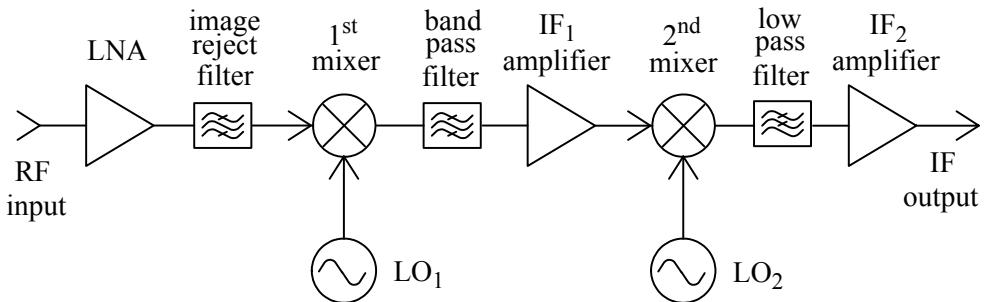 LNA
image
reject
filter
1st
mixer
band
pass
filter
IF1
amplifier
2nd
mixer
low
pass
filter
IF2
amplifier
RF
input
LO1
LO2
IF
output